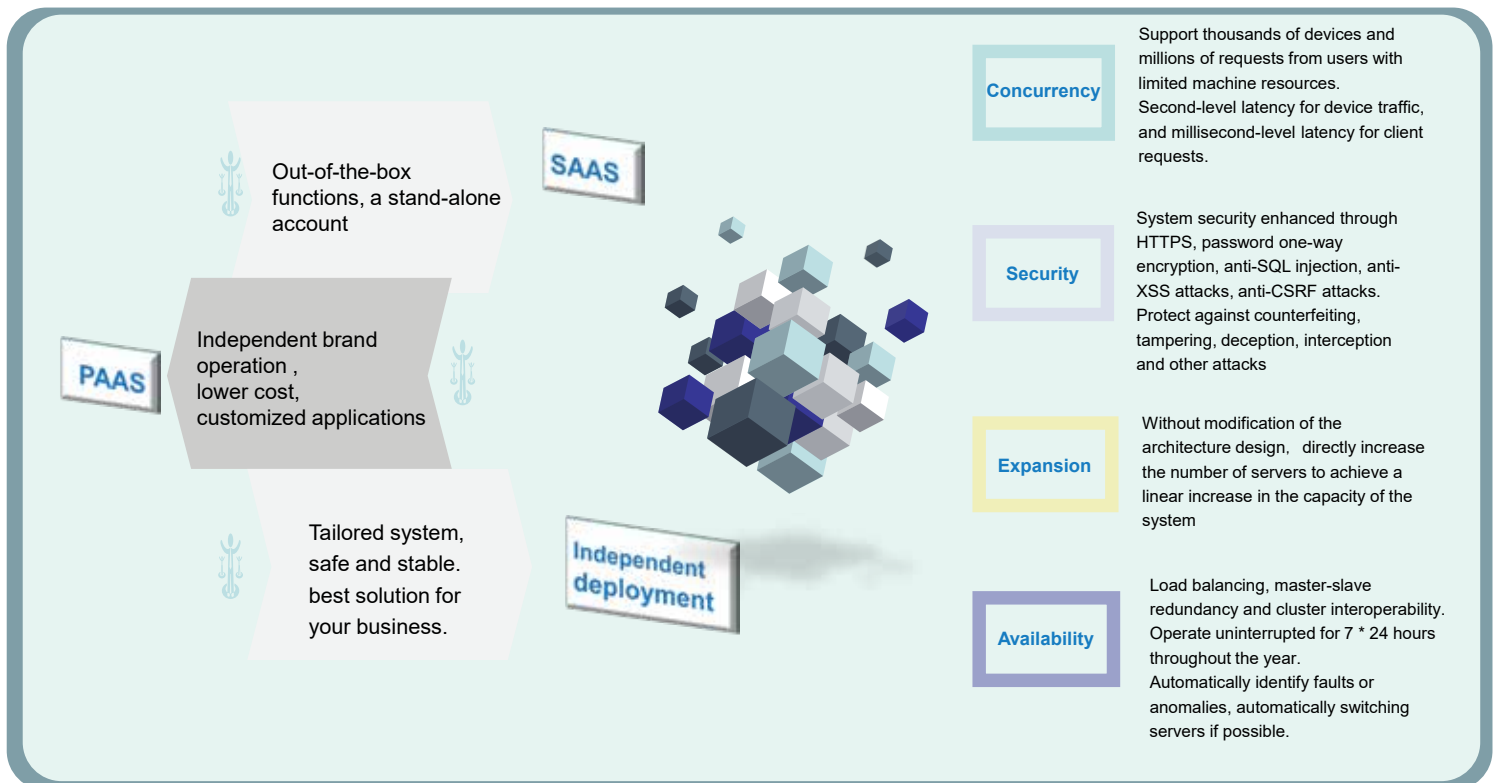 Out-of-the-box
functions, a stand-alone
account
SAAS
PAAS
Independent brand
operation ,
lower cost,
customized applications
Tailored system,
safe and stable.
best solution for
your business.
Independent
deployment
Concurrency
Support thousands of devices and
millions of requests from users with
limited machine resources.
Second-level latency for device traffic,
and millisecond-level latency for client
requests.
Security
System security enhanced through
HTTPS, password one-way
encryption, anti-SQL injection, anti-
XSS attacks, anti-CSRF attacks.
Protect against counterfeiting,
tampering, deception, interception
and other attacks
Expansion
Without modification of the
architecture design, directly increase
the number of servers to achieve a
linear increase in the capacity of the
system
Availability
Load balancing, master-slave
redundancy and cluster interoperability.
Operate uninterrupted for 7 * 24 hours
throughout the year.
Automatically identify faults or
anomalies, automatically switching
servers if possible.